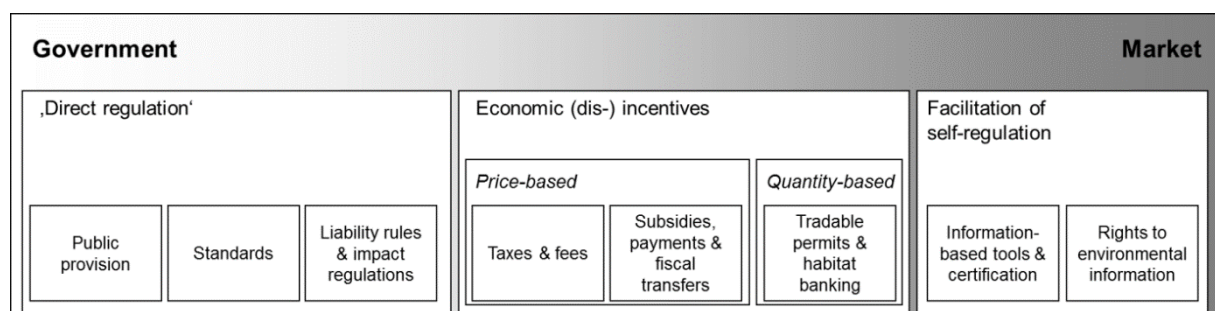 Government
Market
‚Direct regulation‘
Public
provision
Standards
Liability rules
& impact
regulations
Economic (dis-) incentives
Price-based
Taxes & fees
Subsidies,
payments &
fiscal
transfers
Quantity-based
Tradable
permits &
habitat
banking
Facilitation of
self-regulation
Information-
based tools &
certification
Rights to
environmental
information